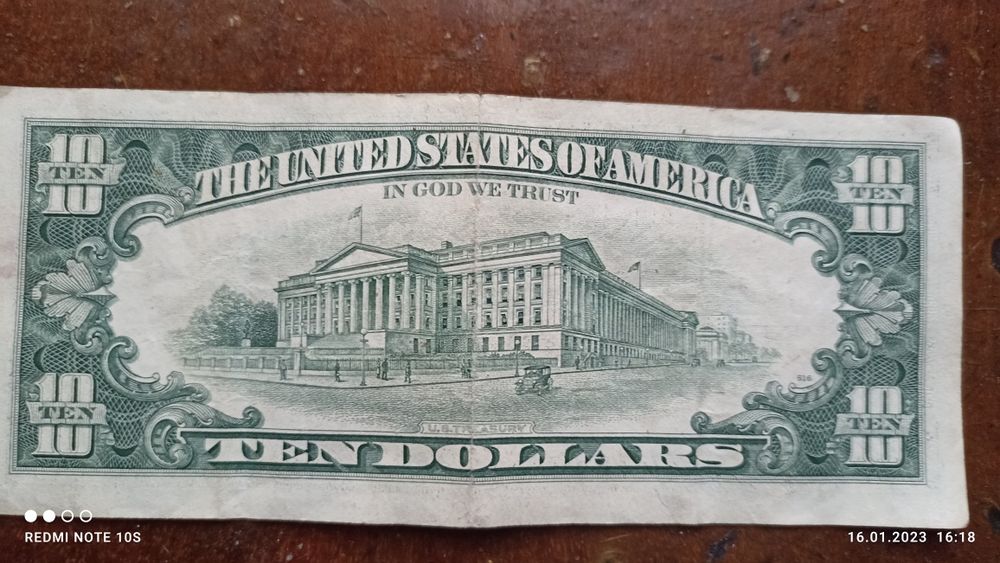 10 TEN 10
10 TEN 10
THE UNITED STATES OF AMERICA
IN GOD WE TRUST
U.S. TREASURY
10 TEN 10
10 TEN 10
TEN DOLLARS
REDMI NOTE 10S
16.01.2023 16:18